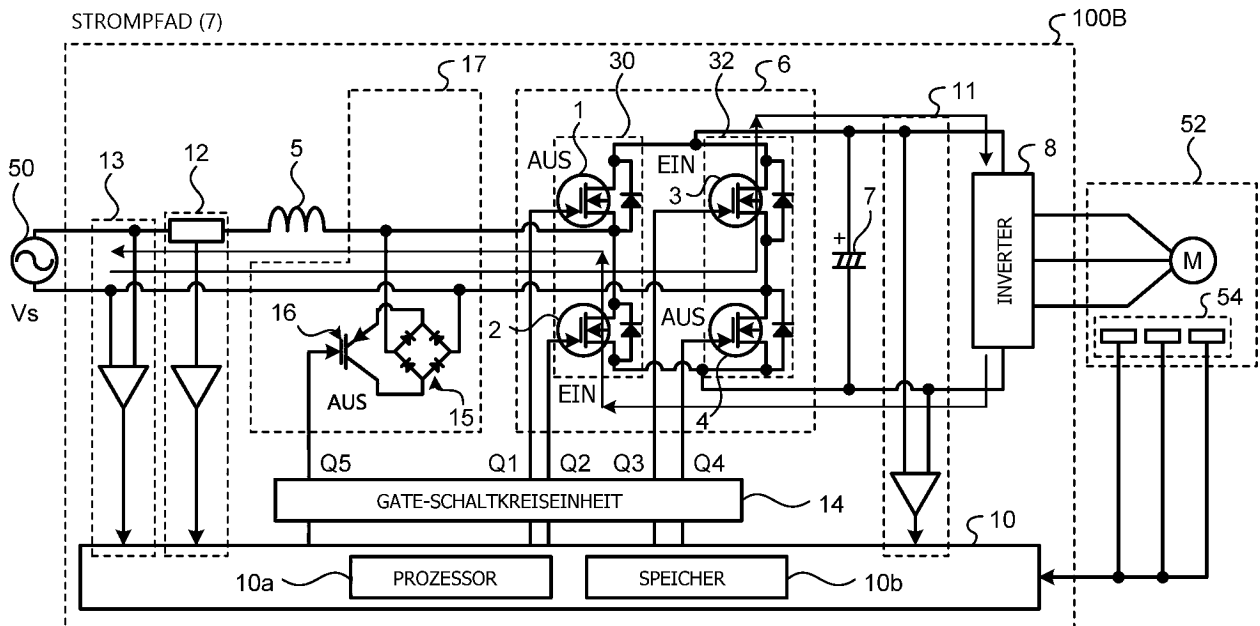 STROMPFAD (7)
100B
17
30
32
6
11
52
50
13
12
5
1
AUS
EIN
3
7
+
8
INVERTER
M
54
Vs
16
2
AUS
15
AUS
EIN
4
Q5
Q1
Q2
Q3
Q4
GATE-SCHALTKREISEINHEIT
14
10
10a
PROZESSOR
SPEICHER
10b